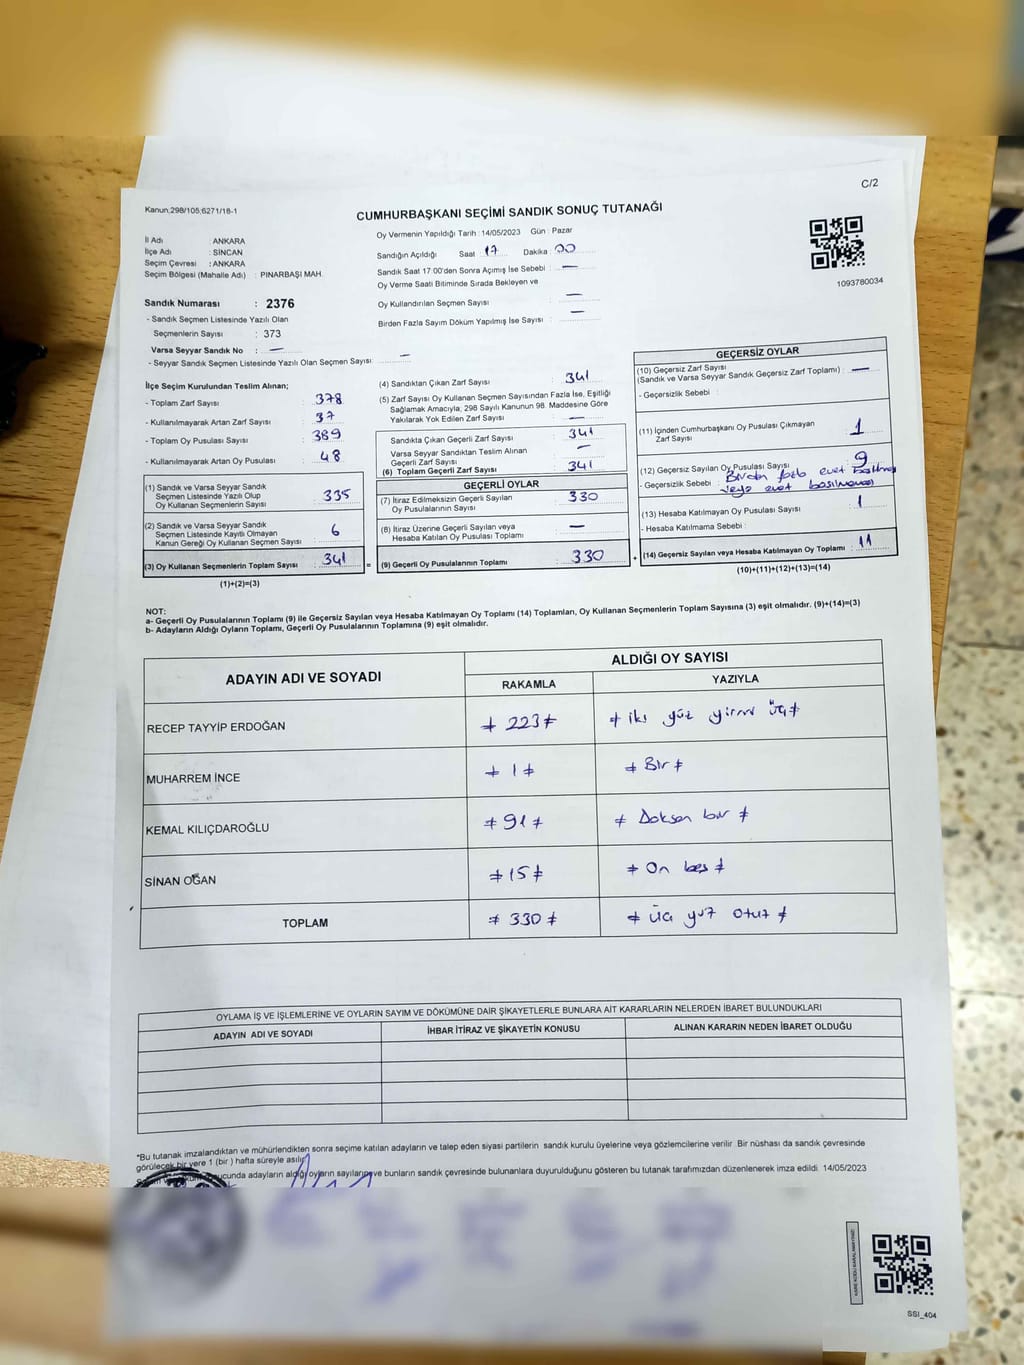 C/2
Kanun;298/105;6271/18-1
CUMHURBAŞKANI SEÇİMİ SANDIK SONUÇ TUTANAĞI
İl Adı : ANKARA
İlçe Adı : SİNCAN
Seçim Çevresi : ANKARA
Seçim Bölgesi (Mahalle Adı) : PINARBAŞI MAH.
Oy Vermenin Yapıldığı Tarih : 14/05/2023 Gün : Pazar
Sandığın Açıldığı Saat 17 Dakika 00
Sandık Saat 17:00'den Sonra Açımış İse Sebebi : —
Oy Verme Saati Bitiminde Sırada Bekleyen ve
Oy Kullandırılan Seçmen Sayısı : —
Birden Fazla Sayım Döküm Yapılmış İse Sayısı : —
1093780034
Sandık Numarası : 2376
- Sandık Seçmen Listesinde Yazılı Olan
Seçmenlerin Sayısı : 373
Varsa Seyyar Sandık No : —
- Seyyar Sandık Seçmen Listesinde Yazılı Olan Seçmen Sayısı: —
İlçe Seçim Kurulundan Teslim Alınan;
- Toplam Zarf Sayısı : 378
- Kullanılmayarak Artan Zarf Sayısı : 37
- Toplam Oy Pusulası Sayısı : 389
- Kullanılmayarak Artan Oy Pusulası : 48
(1) Sandık ve Varsa Seyyar Sandık
Seçmen Listesinde Yazılı Olup
Oy Kullanan Seçmenlerin Sayısı : 335
(2) Sandık ve Varsa Seyyar Sandık
Seçmen Listesinde Kayıtlı Olmayan
Kanun Gereği Oy Kullanan Seçmen Sayısı : 6
(3) Oy Kullanan Seçmenlerin Toplam Sayısı : 341
(1)+(2)=(3)
(4) Sandıktan Çıkan Zarf Sayısı : 341
(5) Zarf Sayısı Oy Kullanan Seçmen Sayısından Fazla İse, Eşitliği
Sağlamak Amacıyla; 298 Sayılı Kanunun 98. Maddesine Göre
Yakılarak Yok Edilen Zarf Sayısı : —
Sandıkta Çıkan Geçerli Zarf Sayısı : 341
Varsa Seyyar Sandıktan Teslim Alınan
Geçerli Zarf Sayısı : —
(6) Toplam Geçerli Zarf Sayısı : 341
GEÇERLİ OYLAR
(7) İtiraz Edilmeksizin Geçerli Sayılan
Oy Pusulalarının Sayısı : 330
(8) İtiraz Üzerine Geçerli Sayılan veya
Hesaba Katılan Oy Pusulası Toplamı : —
= (9) Geçerli Oy Pusulalarının Toplamı : 330
GEÇERSİZ OYLAR
(10) Geçersiz Zarf Sayısı
(Sandık ve Varsa Seyyar Sandık Geçersiz Zarf Toplamı) : —
- Geçersizlik Sebebi :
(11) İçinden Cumhurbaşkanı Oy Pusulası Çıkmayan
Zarf Sayısı : 1
(12) Geçersiz Sayılan Oy Pusulası Sayısı : 9
- Geçersizlik Sebebi : Birden fazla evet basılması
veya evet basılmaması
(13) Hesaba Katılmayan Oy Pusulası Sayısı : 1
- Hesaba Katılmama Sebebi :
+ (14) Geçersiz Sayılan veya Hesaba Katılmayan Oy Toplamı : 11
(10)+(11)+(12)+(13)=(14)
NOT:
a- Geçerli Oy Pusulalarının Toplamı (9) ile Geçersiz Sayılan veya Hesaba Katılmayan Oy Toplamı (14) Toplamları, Oy Kullanan Seçmenlerin Toplam Sayısına (3) eşit olmalıdır. (9)+(14)=(3)
b- Adayların Aldığı Oyların Toplamı, Geçerli Oy Pusulalarının Toplamına (9) eşit olmalıdır.
ADAYIN ADI VE SOYADI
ALDIĞI OY SAYISI
RAKAMLA YAZIYLA
RECEP TAYYİP ERDOĞAN ≠ 223 ≠ ≠ iki yüz yirmi üç ≠
MUHARREM İNCE ≠ 1 ≠ ≠ Bir ≠
KEMAL KILIÇDAROĞLU ≠ 91 ≠ ≠ Doksan bir ≠
SİNAN OĞAN ≠ 15 ≠ ≠ On beş ≠
TOPLAM ≠ 330 ≠ ≠ Üç yüz otuz ≠
OYLAMA İŞ VE İŞLEMLERİNE VE OYLARIN SAYIM VE DÖKÜMÜNE DAİR ŞİKAYETLERLE BUNLARA AİT KARARLARIN NELERDEN İBARET BULUNDUKLARI
ADAYIN ADI VE SOYADI İHBAR İTİRAZ VE ŞİKAYETİN KONUSU ALINAN KARARIN NEDEN İBARET OLDUĞU
*Bu tutanak imzalandıktan ve mühürlendikten sonra seçime katılan adayların ve talep eden siyasi partilerin sandık kurulu üyelerine veya gözlemcilerine verilir. Bir nüshası da sandık çevresinde
görülecek bir yere 1 (bir ) hafta süreyle asılır.
ucunda adayların aldığı oyların sayılarını ve bunların sandık çevresinde bulunanlara duyurulduğunu gösteren bu tutanak tarafımızdan düzenlenerek imza edildi. 14/05/2023
SSI_404